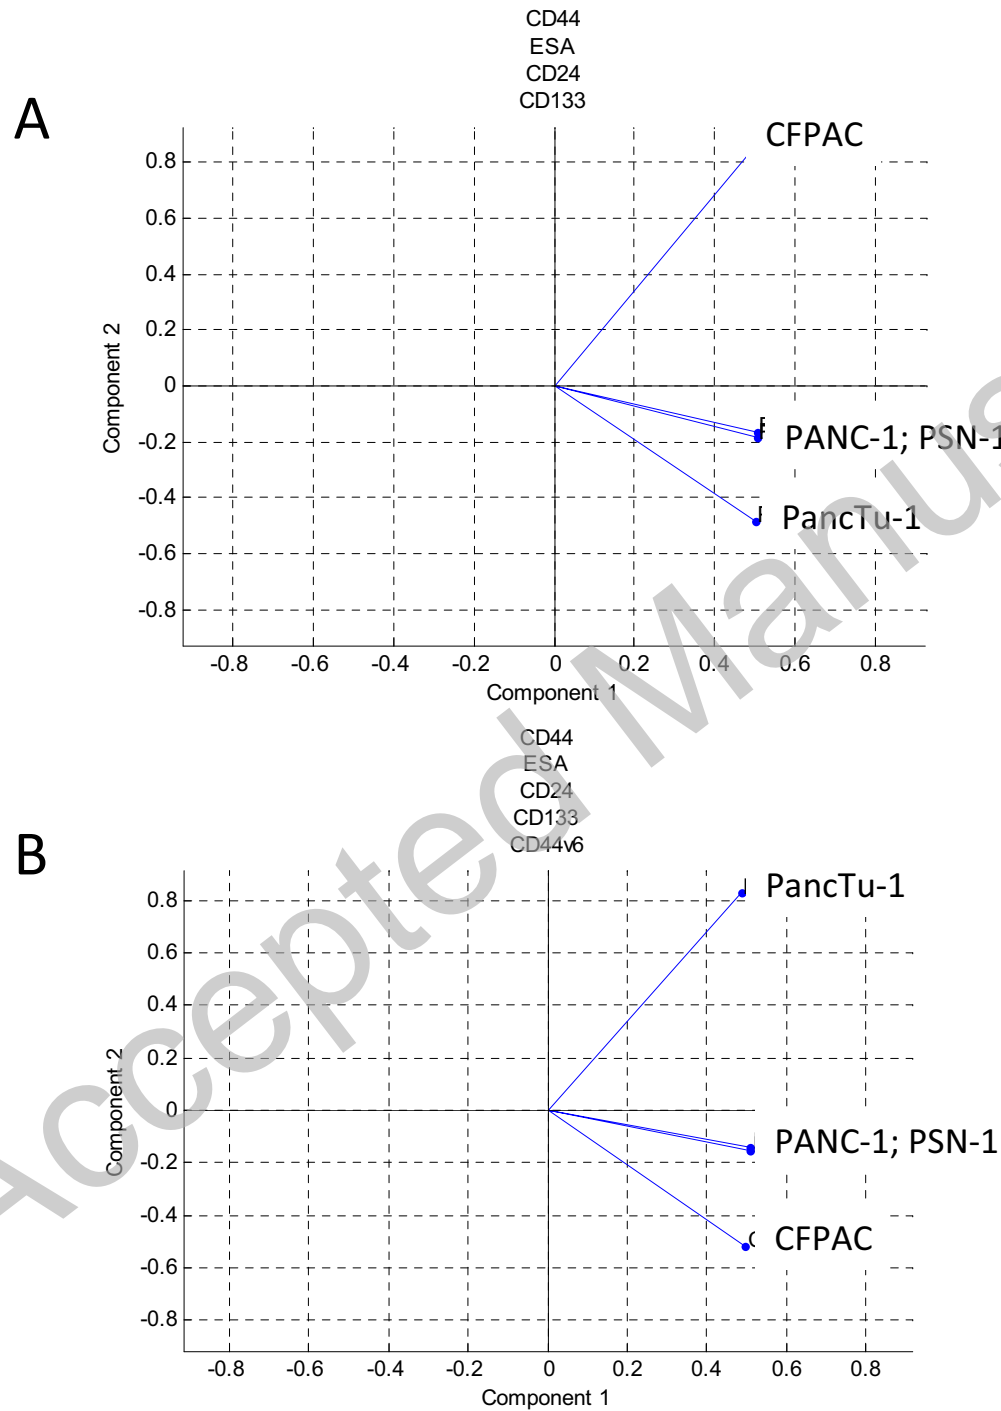 CD44
ESA
CD24
CD133
A
CFPAC
0.8
0.6
0.4
0.2
0
-0.2
-0.4
-0.6
-0.8
Component 2
PANC-1; PSN-1
PancTu-1
-0.8 -0.6 -0.4 -0.2 0 0.2 0.4 0.6 0.8
Component 1
CD44
ESA
CD24
CD133
CD44v6
B
PancTu-1
0.8
0.6
0.4
0.2
0
-0.2
-0.4
-0.6
-0.8
Component 2
PANC-1; PSN-1
CFPAC
-0.8 -0.6 -0.4 -0.2 0 0.2 0.4 0.6 0.8
Component 1
Accepted Manus